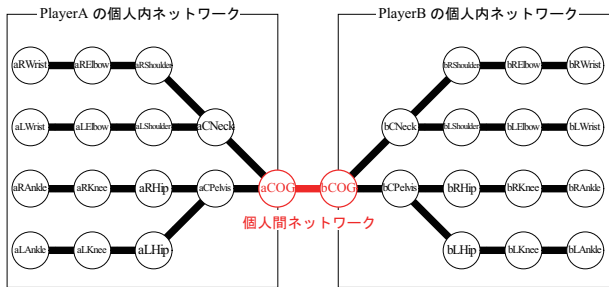 PlayerA の個人内ネットワーク
PlayerB の個人内ネットワーク
aRWrist aRElbow aRShoulder
bRShoulder bRElbow bRWrist
aLWrist aLElbow aLShoulder aCNeck
bCNeck bLShoulder bLElbow bLWrist
aRAnkle aRKnee aRHip aCPelvis aCOG
bCOG bCPelvis bRHip bRKnee bRAnkle
個人間ネットワーク
aLAnkle aLKnee aLHip
bLHip bLKnee bLAnkle